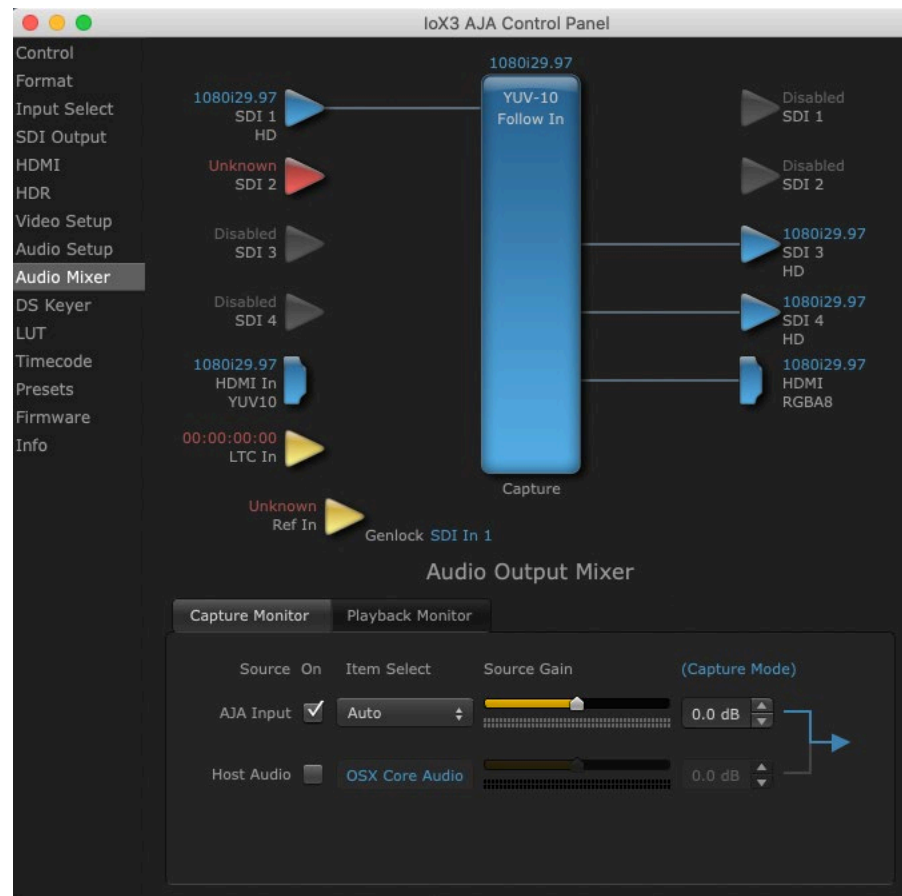 IoX3 AJA Control Panel
Control
Format
Input Select
SDI Output
HDMI
HDR
Video Setup
Audio Setup
Audio Mixer
DS Keyer
LUT
Timecode
Presets
Firmware
Info
1080i29.97
SDI 1
HD
Unknown
SDI 2
Disabled
SDI 3
Disabled
SDI 4
1080i29.97
HDMI In
YUV10
00:00:00:00
LTC In
Unknown
Ref In
Genlock SDI In 1
1080i29.97
YUV-10
Follow In
Capture
Disabled
SDI 1
Disabled
SDI 2
1080i29.97
SDI 3
HD
1080i29.97
SDI 4
HD
1080i29.97
HDMI
RGBA8
Audio Output Mixer
Capture Monitor Playback Monitor
Source On Item Select Source Gain (Capture Mode)
AJA Input Auto 0.0 dB
Host Audio OSX Core Audio 0.0 dB